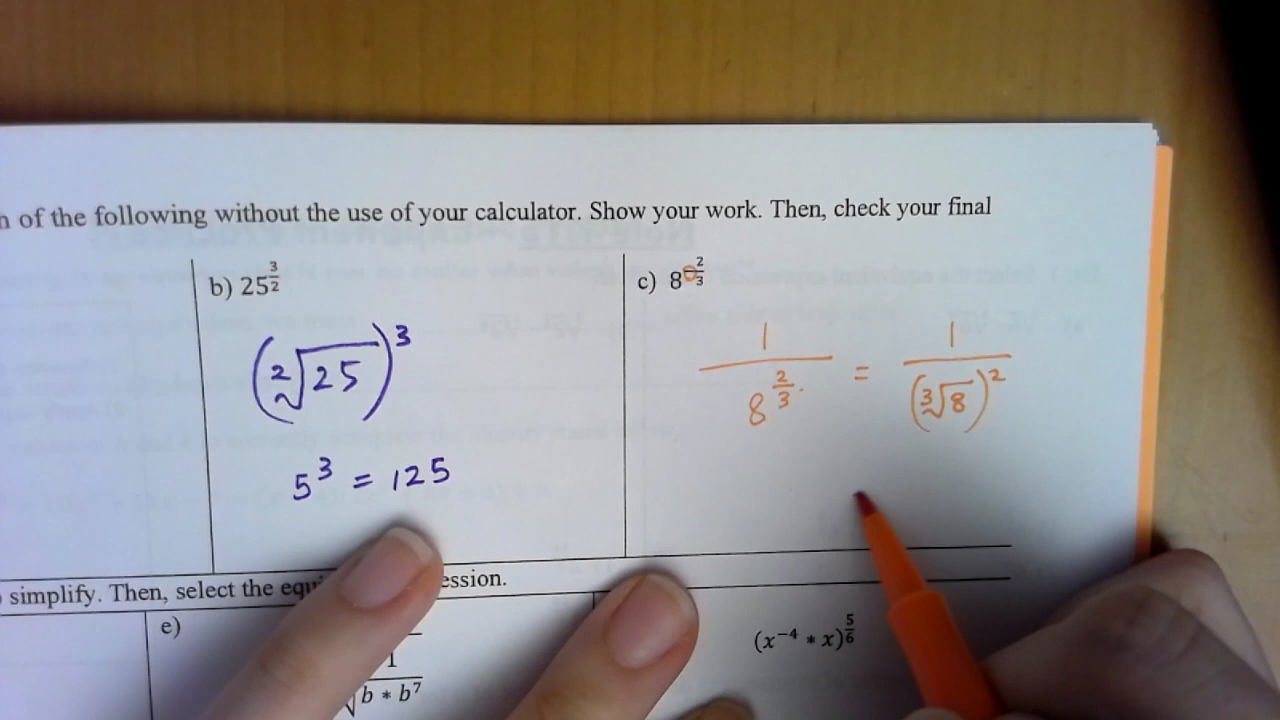 of the following without the use of your calculator. Show your work. Then, check your final
b) 25^(3/2)
(²√25)³
5³ = 125
c) 8^(-2/3)
1/8^(2/3) = 1/(³√8)²
simplify. Then, select the
e)
1
√b * b⁷
(x⁻⁴ * x)^(5/6)